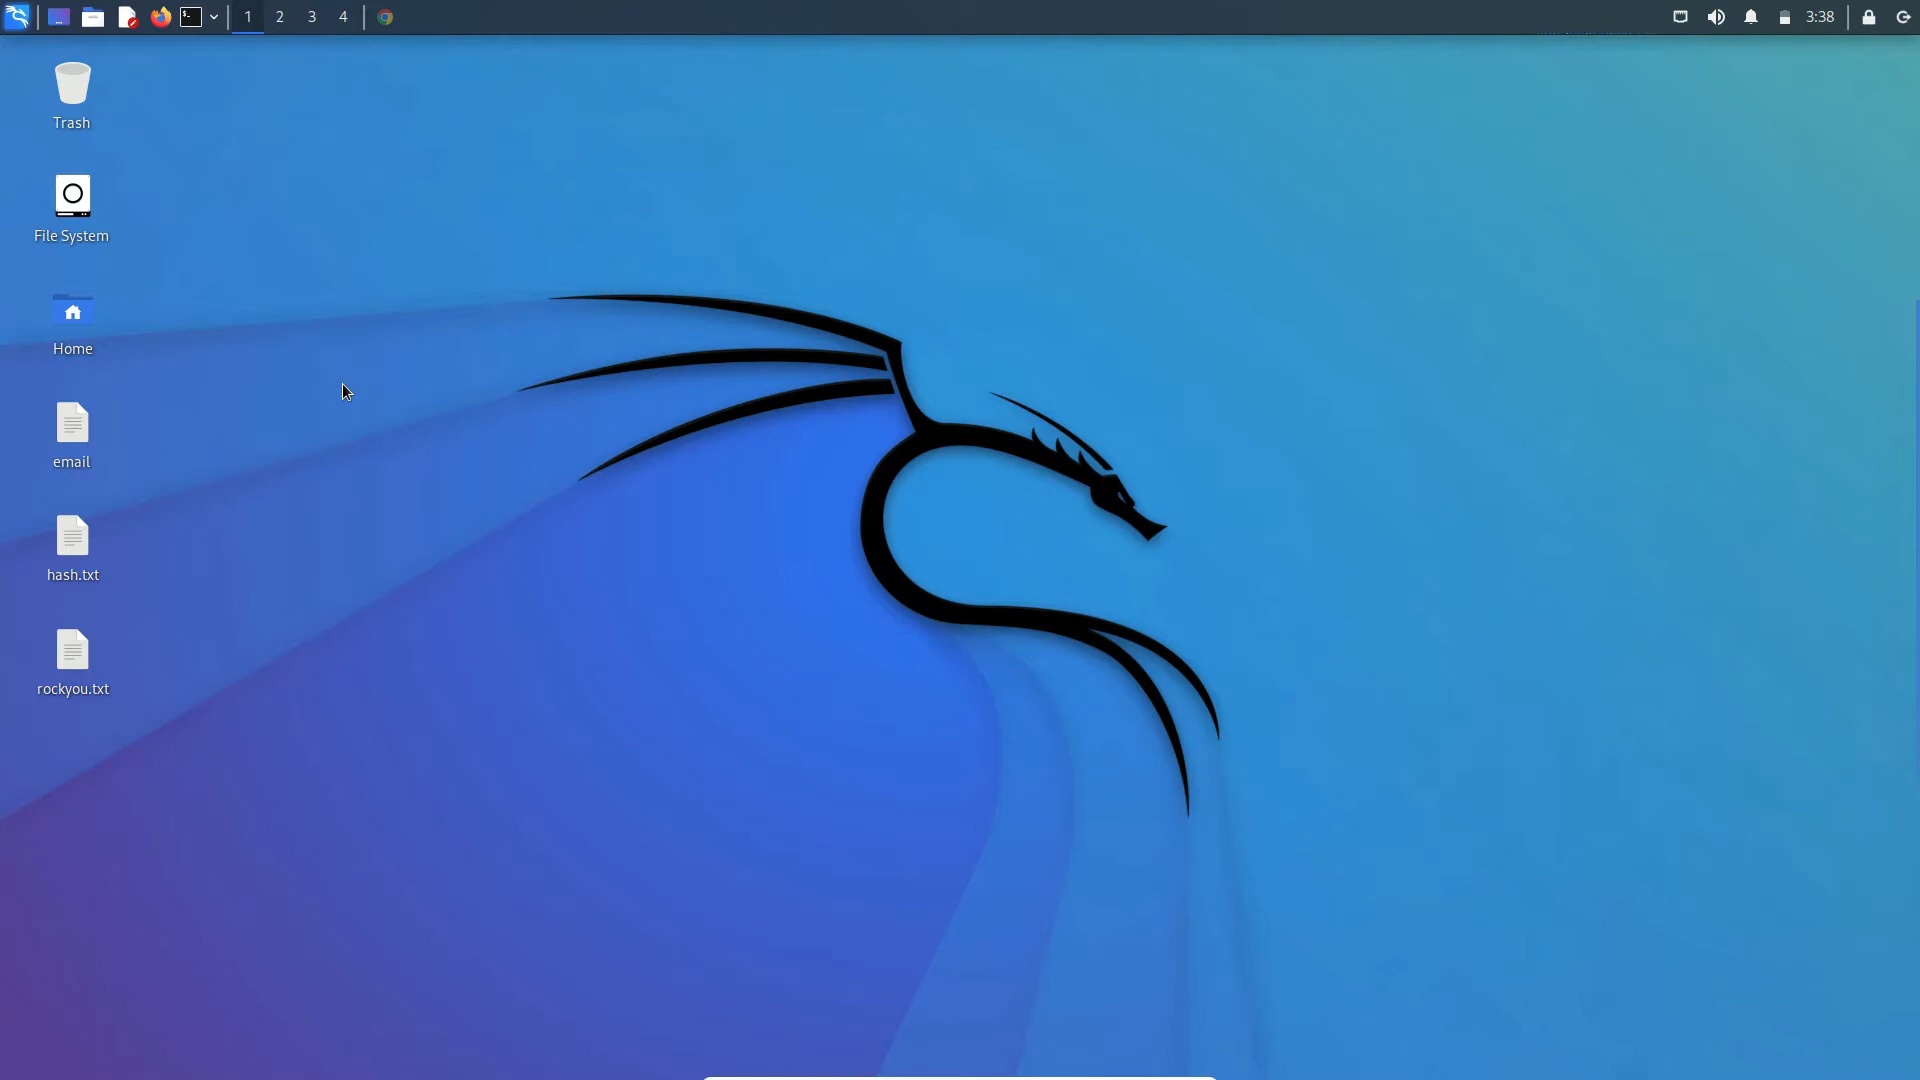 1 2 3 4
3:38
Trash
File System
Home
email
hash.txt
rockyou.txt